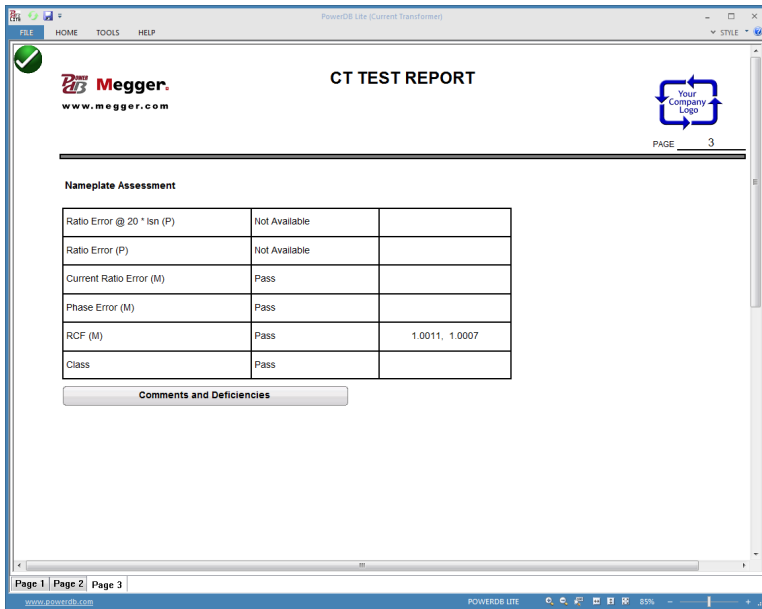 PowerDB Lite (Current Transformer)
FILE HOME TOOLS HELP STYLE
POWER DB Megger.
www.megger.com
CT TEST REPORT
Your
Company
Logo
PAGE 3
Nameplate Assessment
Ratio Error @ 20 * Isn (P) Not Available
Ratio Error (P) Not Available
Current Ratio Error (M) Pass
Phase Error (M) Pass
RCF (M) Pass 1.0011, 1.0007
Class Pass
Comments and Deficiencies
Page 1 Page 2 Page 3
www.powerdb.com POWERDB LITE 85%